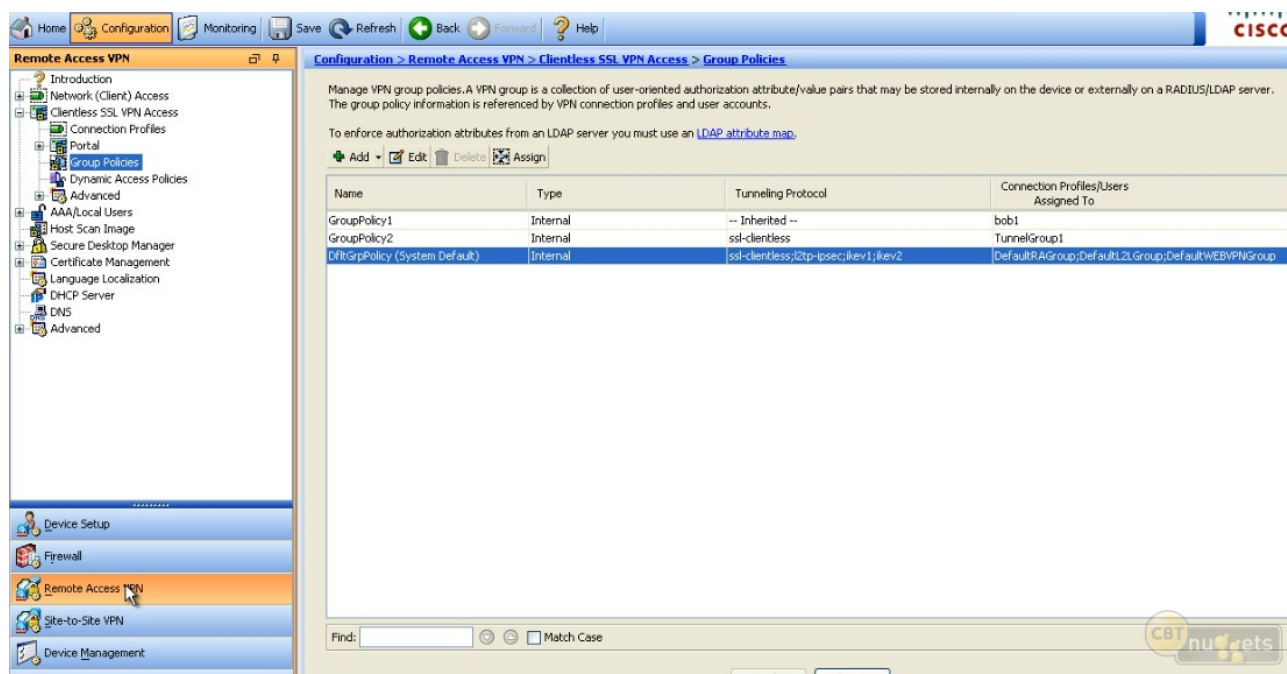 Home Configuration Monitoring Save Refresh Back Forward Help
CISCO
Remote Access VPN
Introduction
Network (Client) Access
Clientless SSL VPN Access
Connection Profiles
Portal
Group Policies
Dynamic Access Policies
Advanced
AAA/Local Users
Host Scan Image
Secure Desktop Manager
Certificate Management
Language Localization
DHCP Server
DNS
Advanced
Device Setup
Firewall
Remote Access VPN
Site-to-Site VPN
Device Management
Configuration > Remote Access VPN > Clientless SSL VPN Access > Group Policies
Manage VPN group policies.A VPN group is a collection of user-oriented authorization attribute/value pairs that may be stored internally on the device or externally on a RADIUS/LDAP server.
The group policy information is referenced by VPN connection profiles and user accounts.
To enforce authorization attributes from an LDAP server you must use an LDAP attribute map.
Add Edit Delete Assign
Name Type Tunneling Protocol Connection Profiles/Users
Assigned To
GroupPolicy1 Internal -- Inherited -- bob1
GroupPolicy2 Internal ssl-clientless TunnelGroup1
DfltGrpPolicy (System Default) Internal ssl-clientless;l2tp-ipsec;ikev1;ikev2 DefaultRAGroup;DefaultL2LGroup;DefaultWEBVPNGroup
Find: Match Case
CBT nuggets